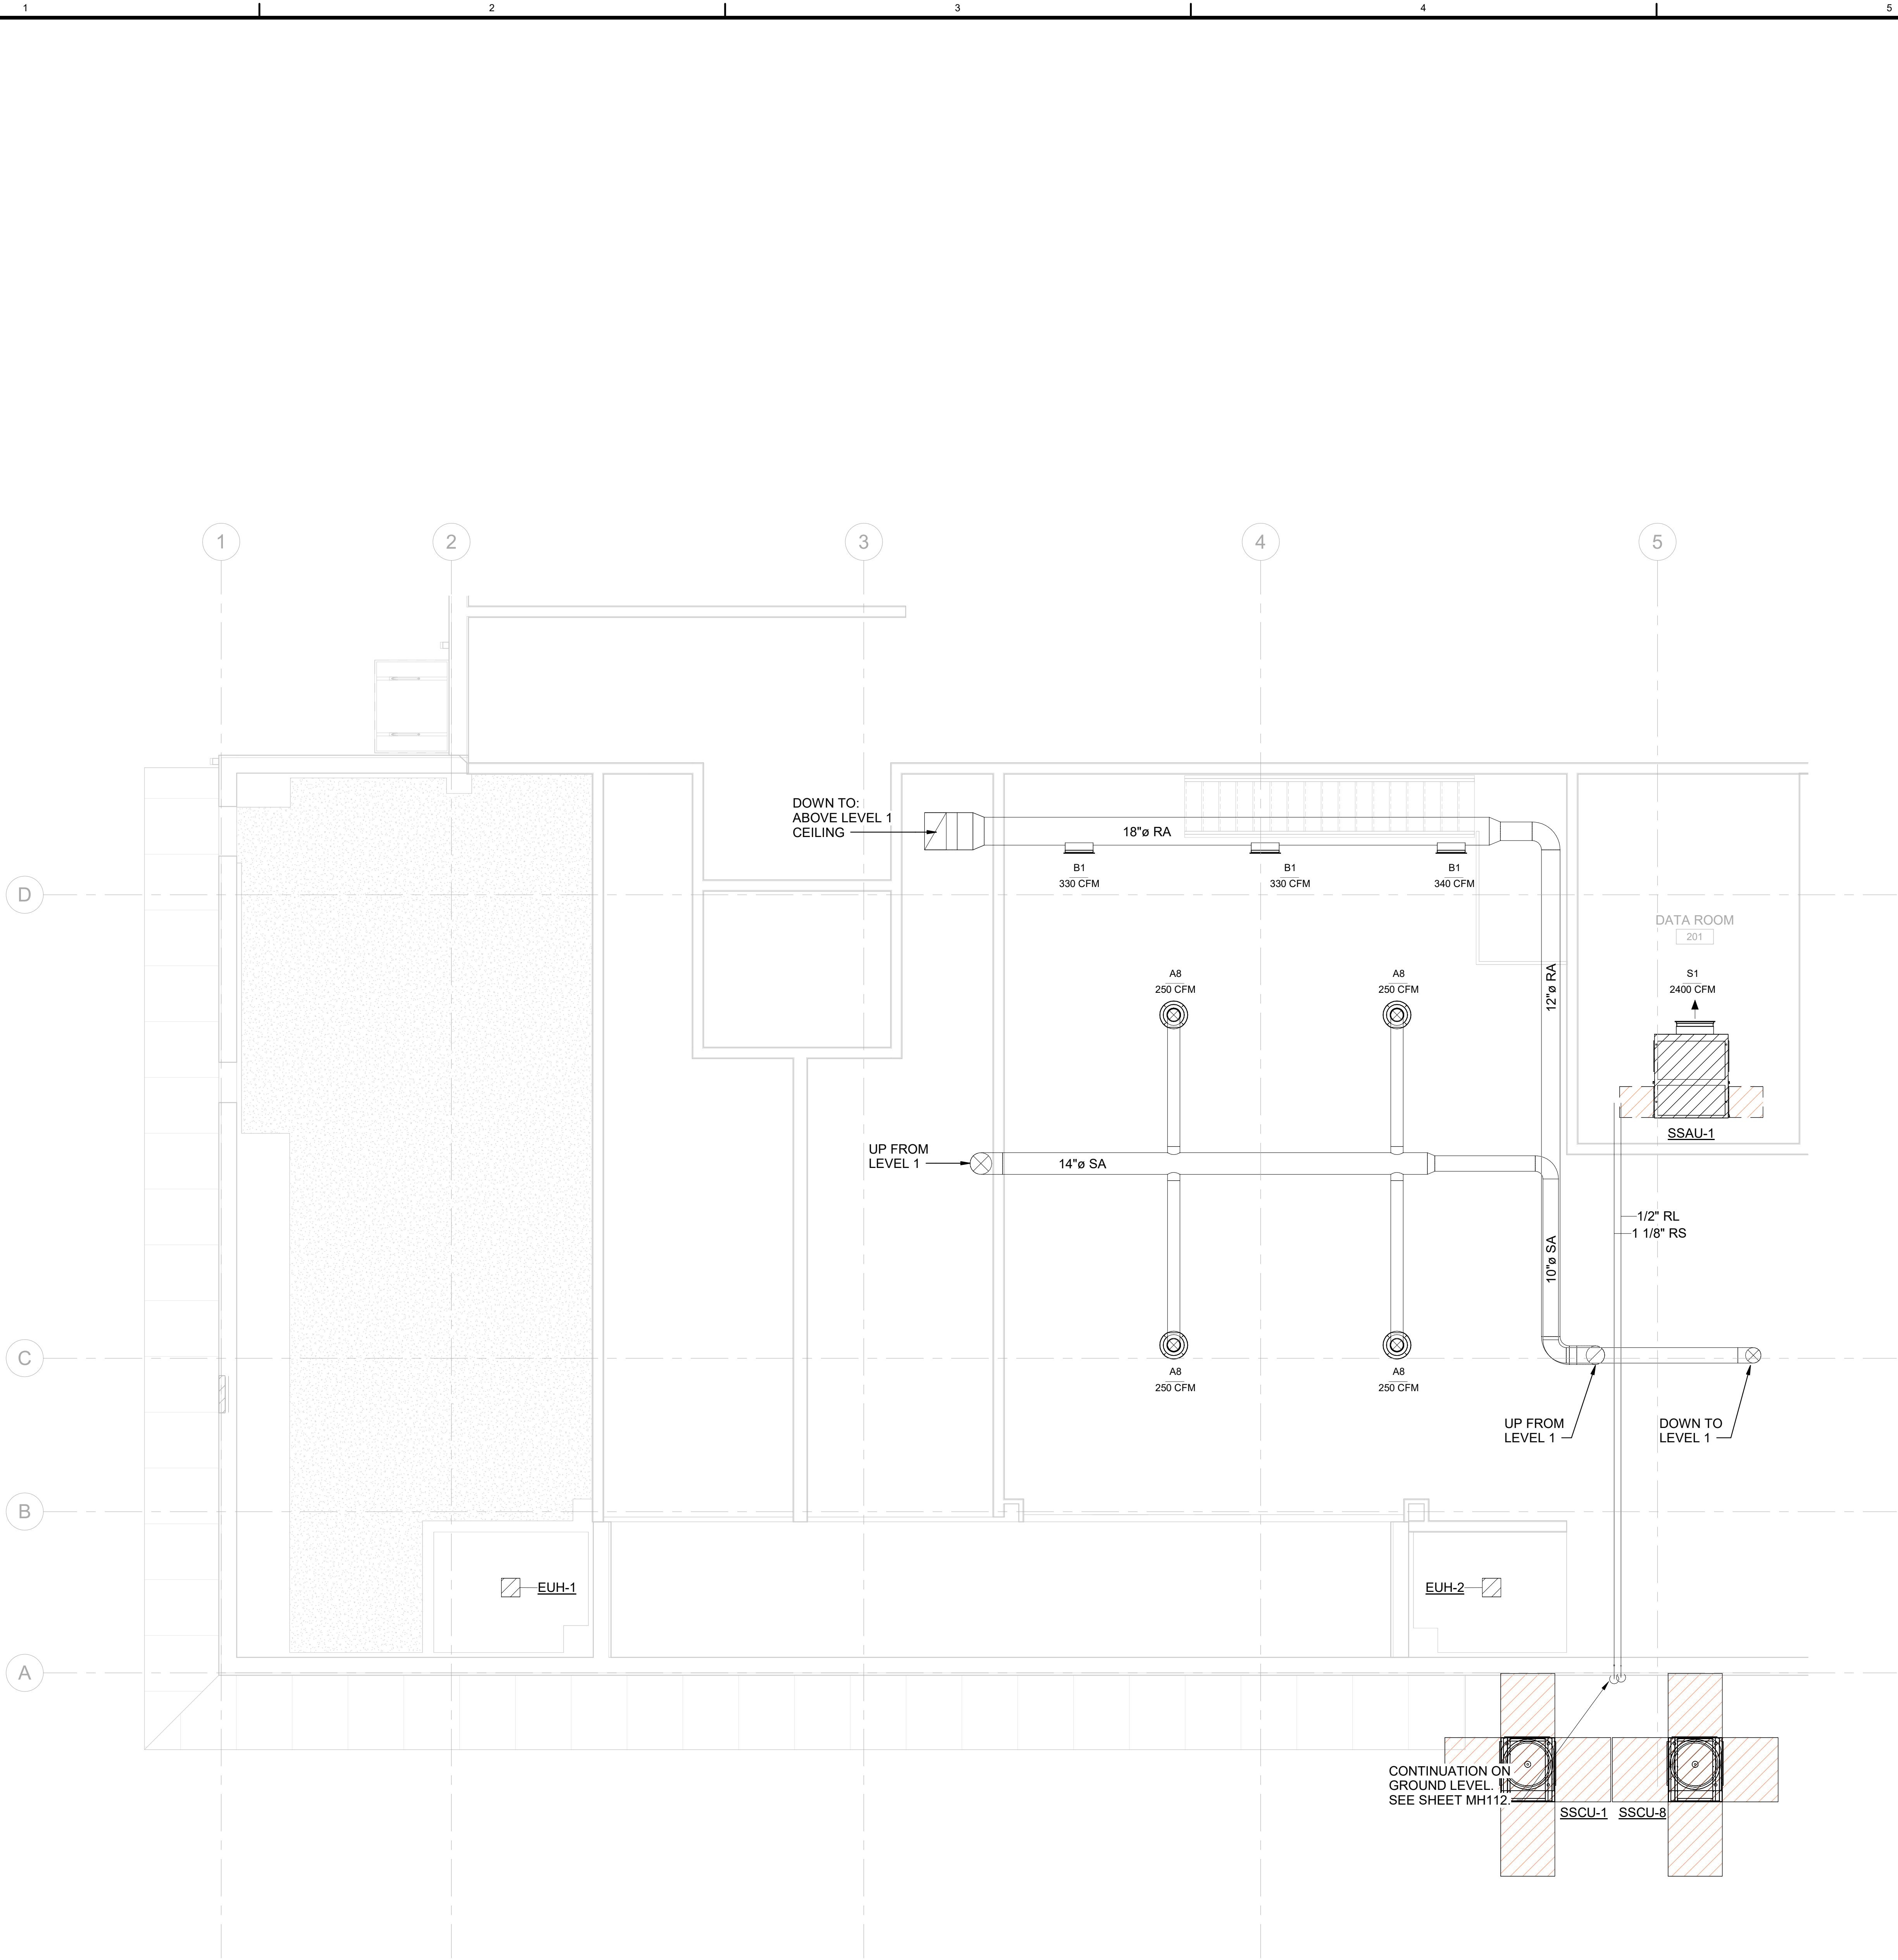 1 2 3 4 5
1 2 3 4 5
DOWN TO:
ABOVE LEVEL 1
CEILING
18"ø RA
B1
330 CFM
B1
330 CFM
B1
340 CFM
D
DATA ROOM
201
A8
250 CFM
A8
250 CFM
12"ø RA
S1
2400 CFM
SSAU-1
UP FROM
LEVEL 1
14"ø SA
1/2" RL
1 1/8" RS
10"ø SA
C
A8
250 CFM
A8
250 CFM
UP FROM
LEVEL 1
DOWN TO
LEVEL 1
B
EUH-1
EUH-2
A
CONTINUATION ON
GROUND LEVEL.
SEE SHEET MH112.
SSCU-1
SSCU-8